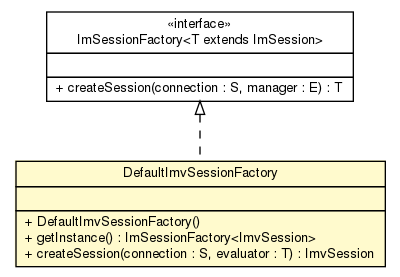 «interface»
ImSessionFactory<T extends ImSession>
+ createSession(connection : S, manager : E) : T
DefaultImvSessionFactory
+ DefaultImvSessionFactory()
+ getInstance() : ImSessionFactory<ImvSession>
+ createSession(connection : S, evaluator : T) : ImvSession